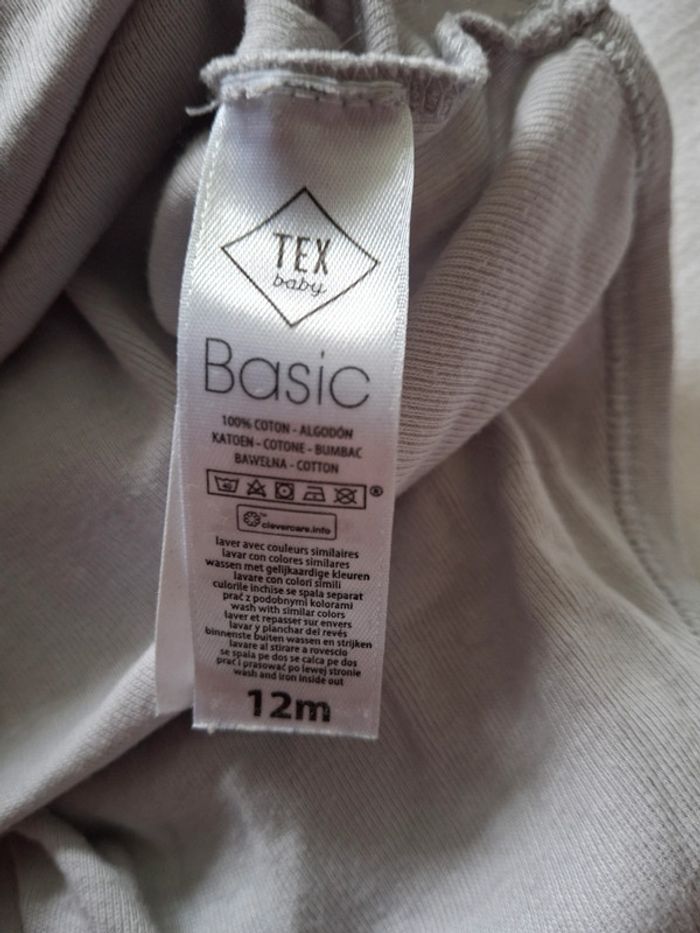 TEX
baby
Basic
100% COTON - ALGODÓN
KATOEN - COTONE - BUMBAC
BAWEŁNA - COTTON
®
™
clevercare.info
laver avec couleurs similaires
lavar con colores similares
wassen met gelijkaardige kleuren
lavare con colori simili
culorile inchise se spala separat
prać z podobnymi kolorami
wash with similar colors
laver et repasser sur envers
lavar y planchar del revés
binnenste buiten wassen en strijken
lavare al stirare a rovescio
se spala pe dos se calca pe dos
prać i prasować po lewej stronie
wash and iron inside out
12m